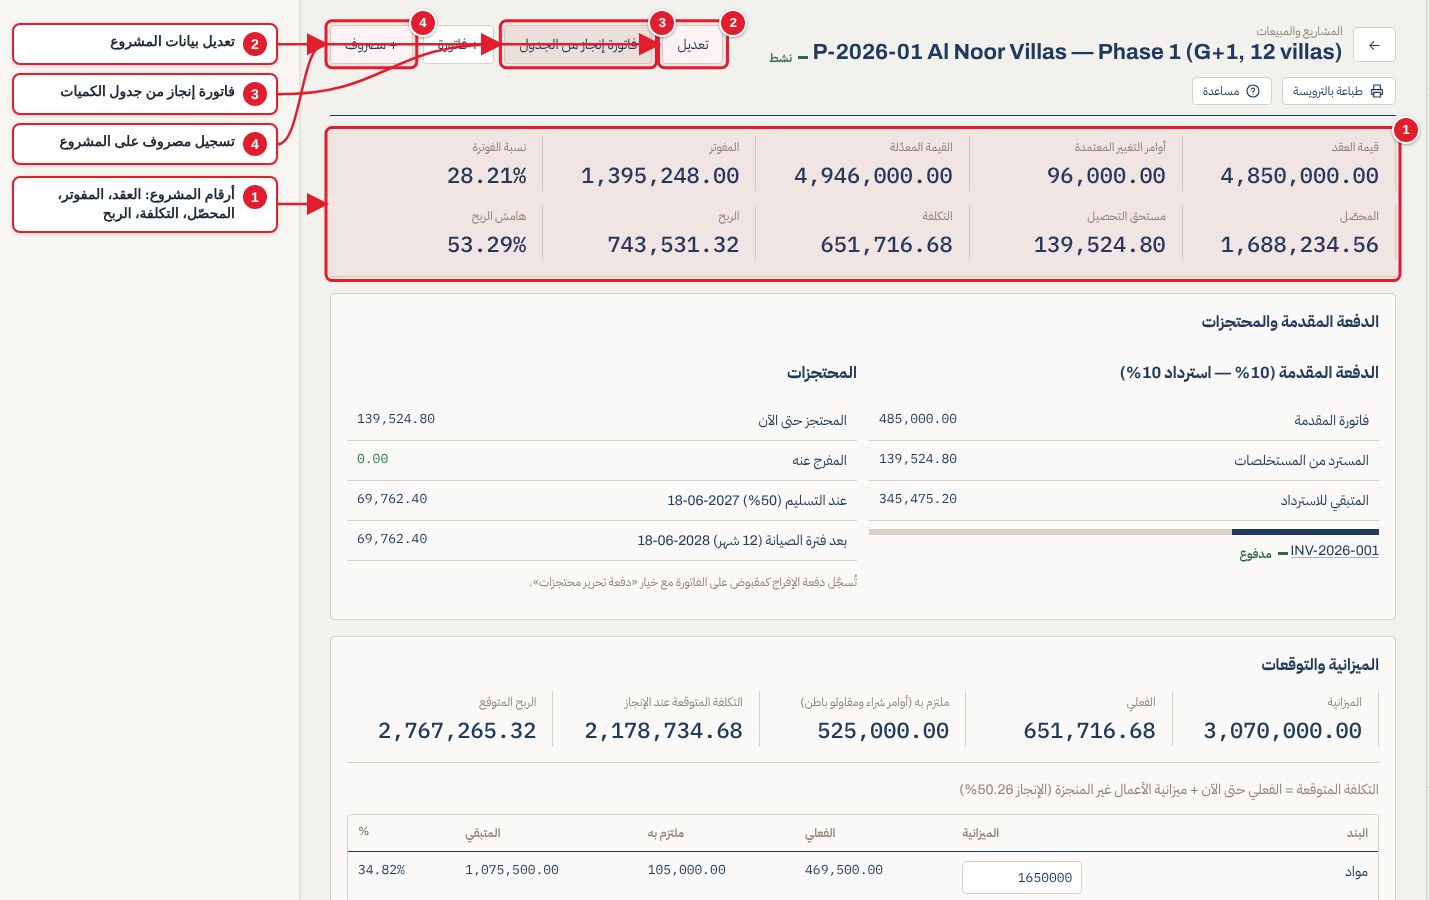 المشاريع والمبيعات
←
P-2026-01 Al Noor Villas — Phase 1 (G+1, 12 villas)
نشط
2
تعديل
3
فاتورة إنجاز من الجدول
+ فاتورة
4
+ مصروف
طباعة بالترويسة
مساعدة
2 تعديل بيانات المشروع
3 فاتورة إنجاز من جدول الكميات
4 تسجيل مصروف على المشروع
1 أرقام المشروع: العقد، المفوتر،
المحصّل، التكلفة، الربح
1
قيمة العقد
4,850,000.00
أوامر التغيير المعتمدة
96,000.00
القيمة المعدّلة
4,946,000.00
المفوتر
1,395,248.00
نسبة الفوترة
28.21%
المحصّل
1,688,234.56
مستحق التحصيل
139,524.80
التكلفة
651,716.68
الربح
743,531.32
هامش الربح
53.29%
الدفعة المقدمة والمحتجزات
الدفعة المقدمة (10% — استرداد 10%)
فاتورة المقدمة 485,000.00
المسترد من المستخلصات 139,524.80
المتبقي للاسترداد 345,475.20
INV-2026-001 مدفوع
المحتجزات
المحتجز حتى الآن 139,524.80
المفرج عنه 0.00
عند التسليم (50%) 18-06-2027 69,762.40
بعد فترة الصيانة (12 شهر) 18-06-2028 69,762.40
تُسجَّل دفعة الإفراج كمقبوض على الفاتورة مع خيار «دفعة تحرير محتجزات».
الميزانية والتوقعات
الميزانية
3,070,000.00
الفعلي
651,716.68
ملتزم به (أوامر شراء ومقاولو باطن)
525,000.00
التكلفة المتوقعة عند الإنجاز
2,178,734.68
الربح المتوقع
2,767,265.32
التكلفة المتوقعة = الفعلي حتى الآن + ميزانية الأعمال غير المنجزة (الإنجاز 50.26%)
البند الميزانية الفعلي ملتزم به المتبقي %
مواد 1650000 469,500.00 105,000.00 1,075,500.00 34.82%